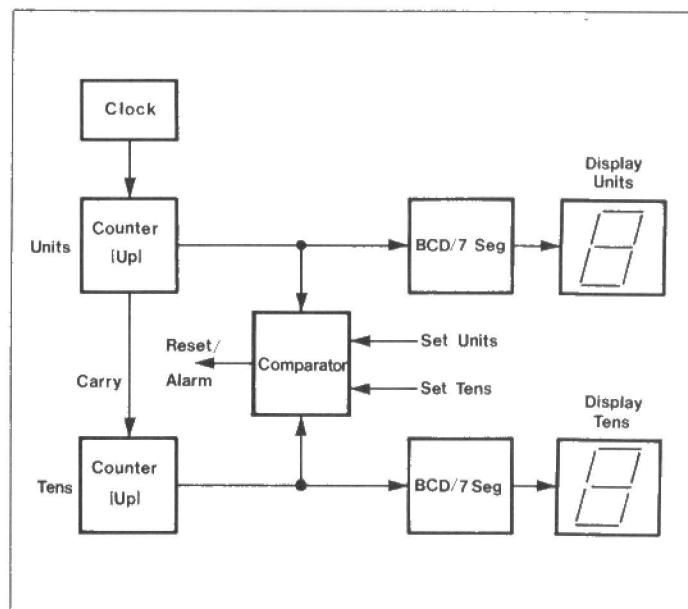 Clock
Display
Units
Units
Counter
[Up]
BCD/7 Seg
Reset/
Alarm
Comparator
Set Units
Set Tens
Carry
Display
Tens
Tens
Counter
[Up]
BCD/7 Seg